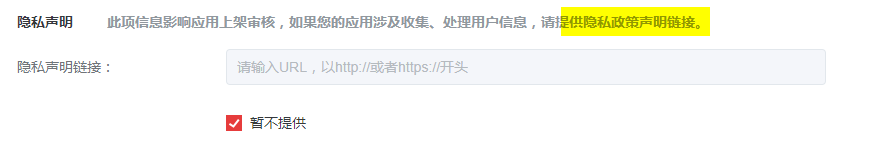 隐私声明 此项信息影响应用上架审核，如果您的应用涉及收集、处理用户信息，请提供隐私政策声明链接。
隐私声明链接： 请输入URL，以http://或者https://开头
暂不提供